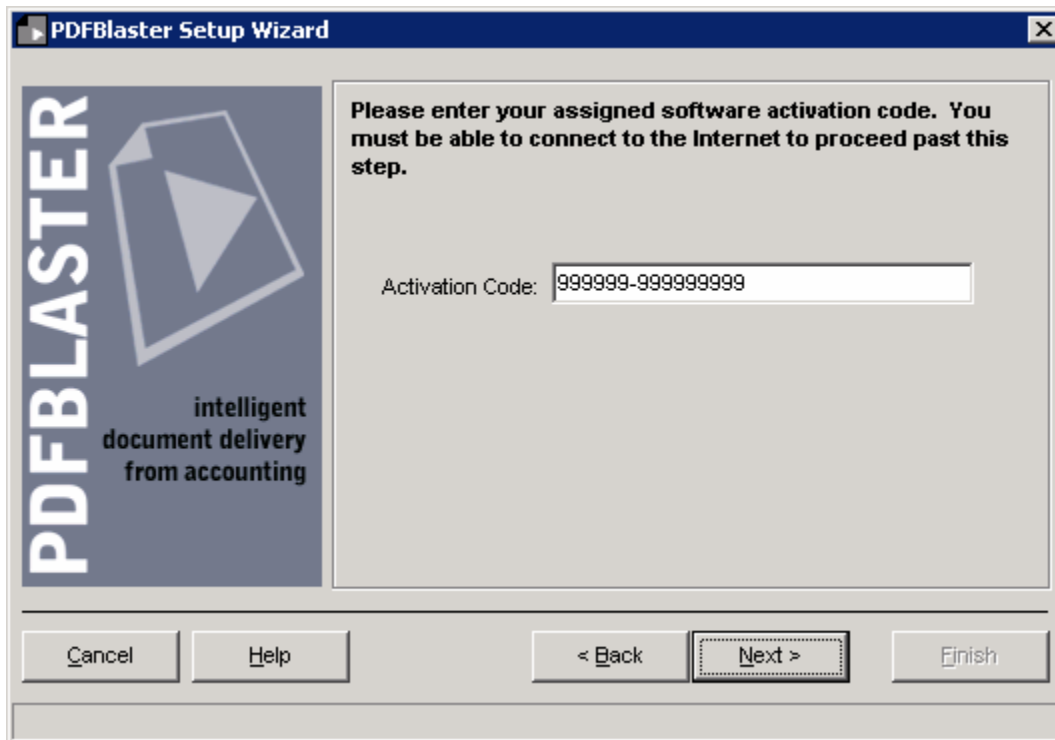 PDFBlaster Setup Wizard
PDFBLASTER
intelligent
document delivery
from accounting
Please enter your assigned software activation code.  You
must be able to connect to the Internet to proceed past this
step.
Activation Code: 999999-999999999
Cancel Help < Back Next > Finish